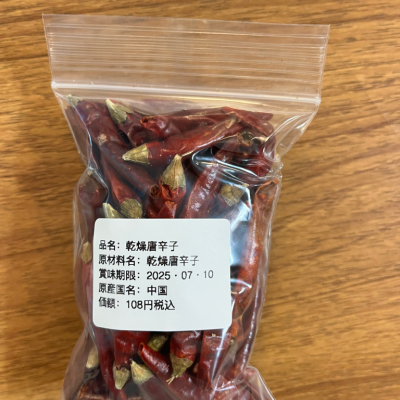 品名: 乾燥唐辛子
原材料名: 乾燥唐辛子
賞味期限: 2025・07・10
原産国名: 中国
価額: 108円税込